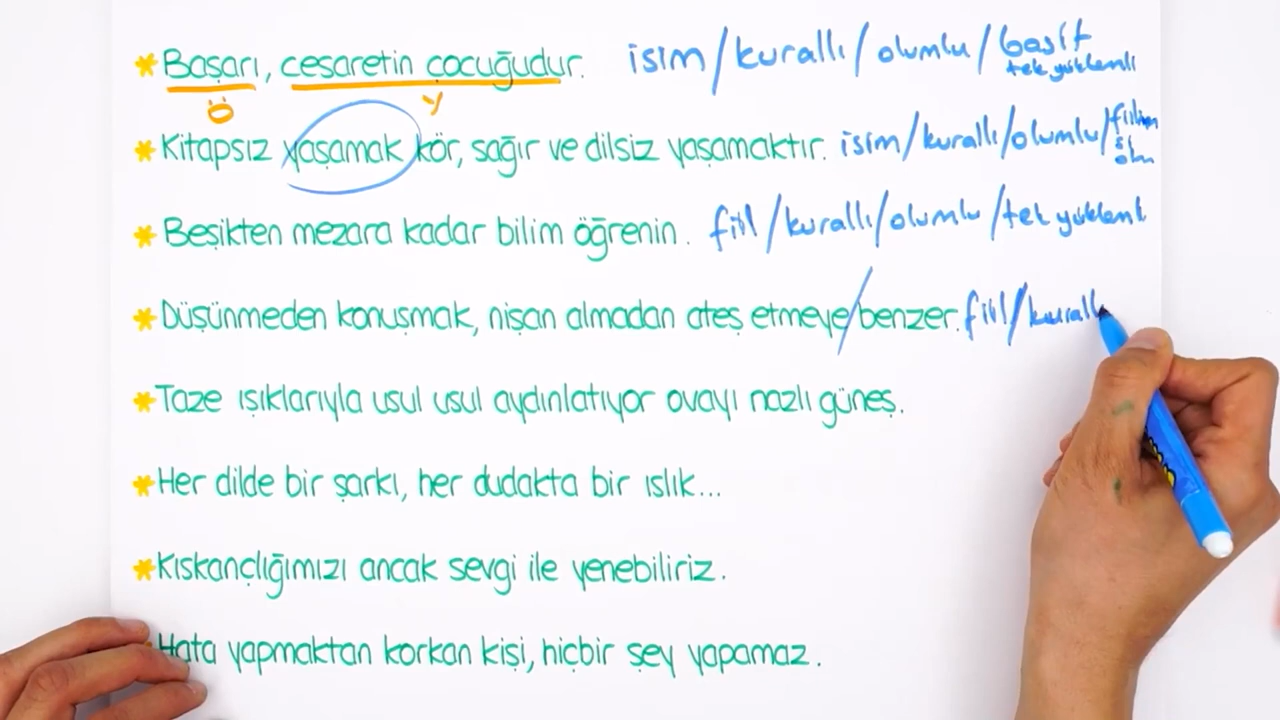 * Başarı, cesaretin çocuğudur. isim / kurallı / olumlu / basit
tek yüklemli
Ö Y
* Kitapsız yaşamak kör, sağır ve dilsiz yaşamaktır. isim / kurallı / olumlu /
* Beşikten mezara kadar bilim öğrenin. fiil / kurallı / olumlu / tek yüklemli
* Düşünmeden konuşmak, nişan almadan ateş etmeye / benzer. fiil / kurallı
* Taze ışıklarıyla usul usul aydınlatıyor ovayı nazlı güneş.
* Her dilde bir şarkı, her dudakta bir ıslık...
* Kıskançlığımızı ancak sevgi ile yenebiliriz.
Hata yapmaktan korkan kişi, hiçbir şey yapamaz.